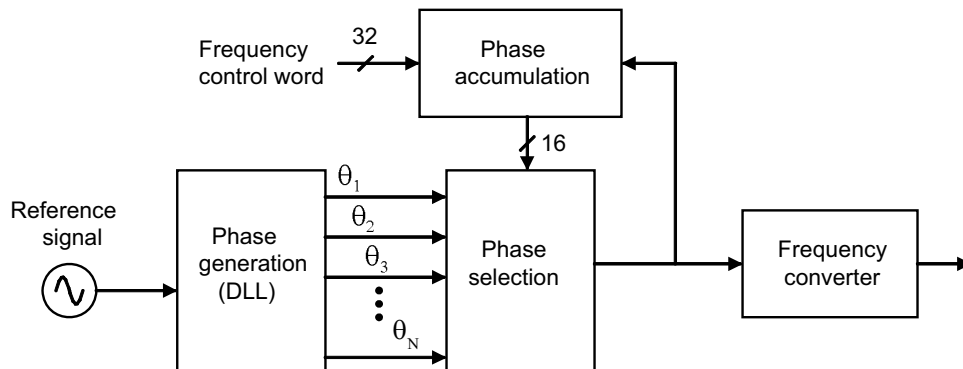 Frequency
control word
32
Phase
accumulation
16
Reference
signal
Phase
generation
(DLL)
θ1
θ2
θ3
θN
Phase
selection
Frequency
converter